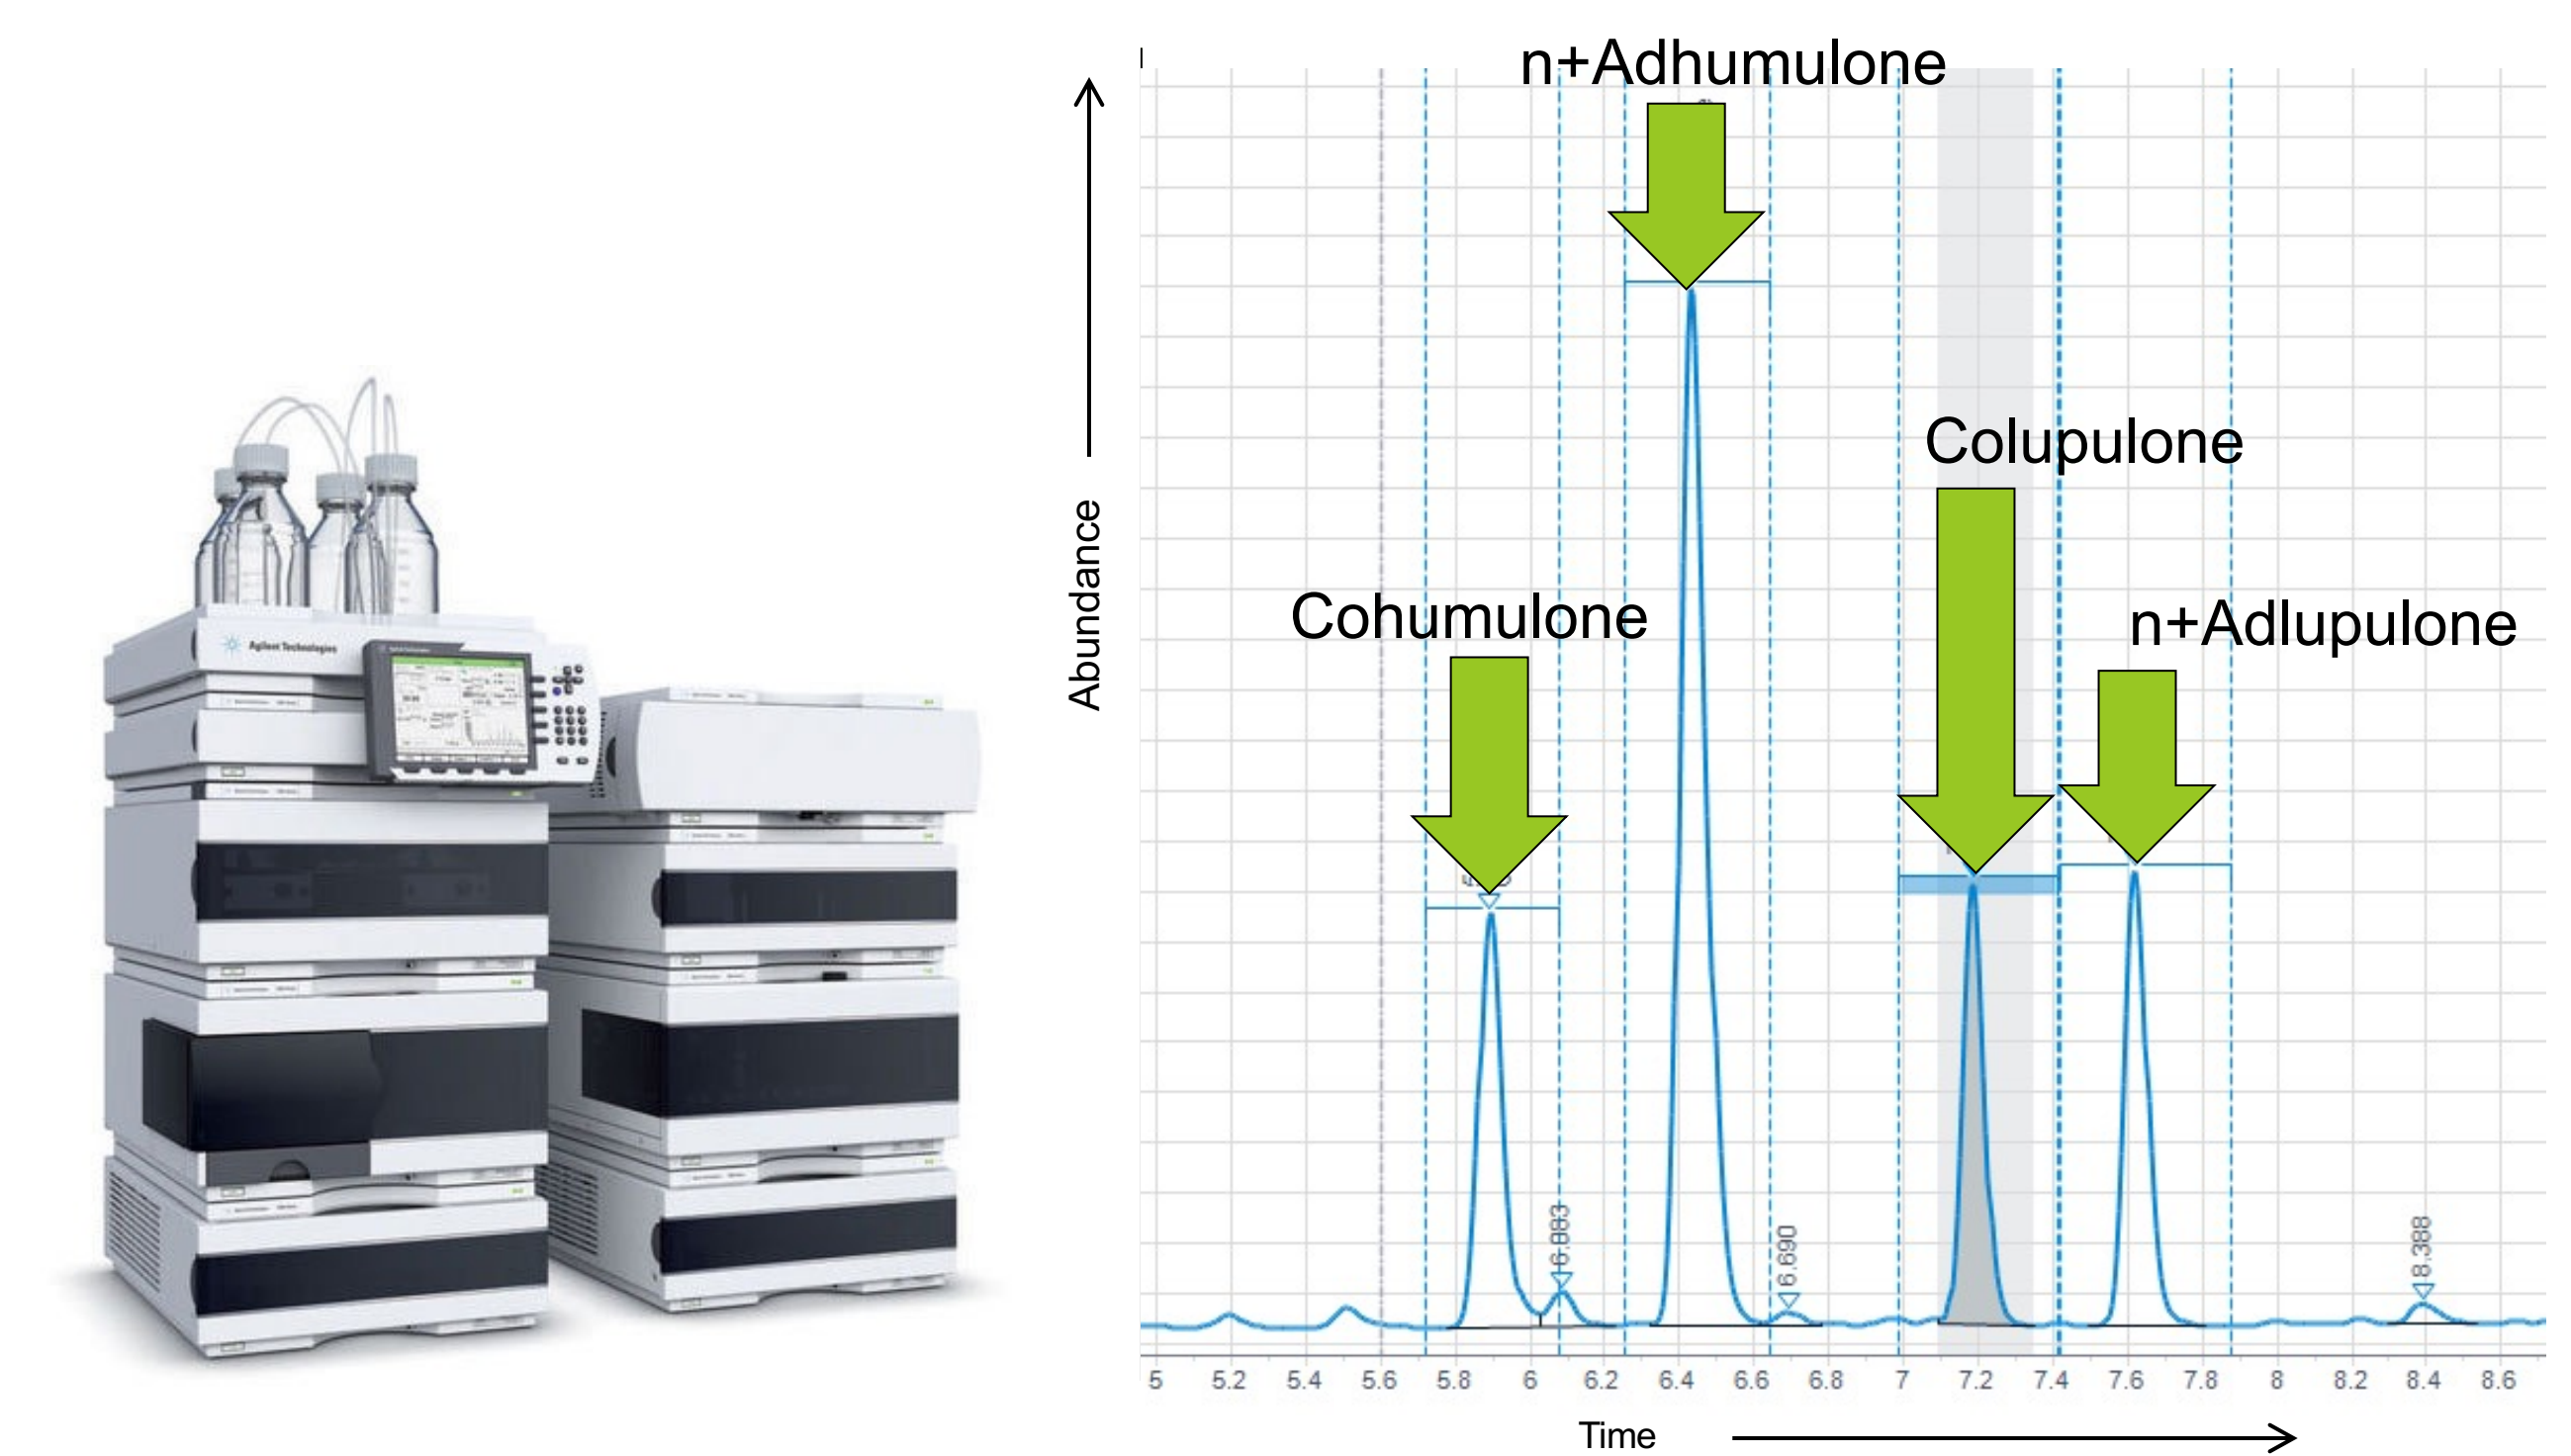 n+Adhumulone
Colupulone
Cohumulone
n+Adlupulone
Abundance
Agilent Technologies
6.083
6.690
8.388
5 5.2 5.4 5.6 5.8 6 6.2 6.4 6.6 6.8 7 7.2 7.4 7.6 7.8 8 8.2 8.4 8.6
Time